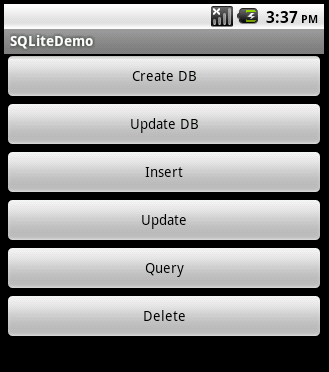 3:37 PM
SQLiteDemo
Create DB
Update DB
Insert
Update
Query
Delete